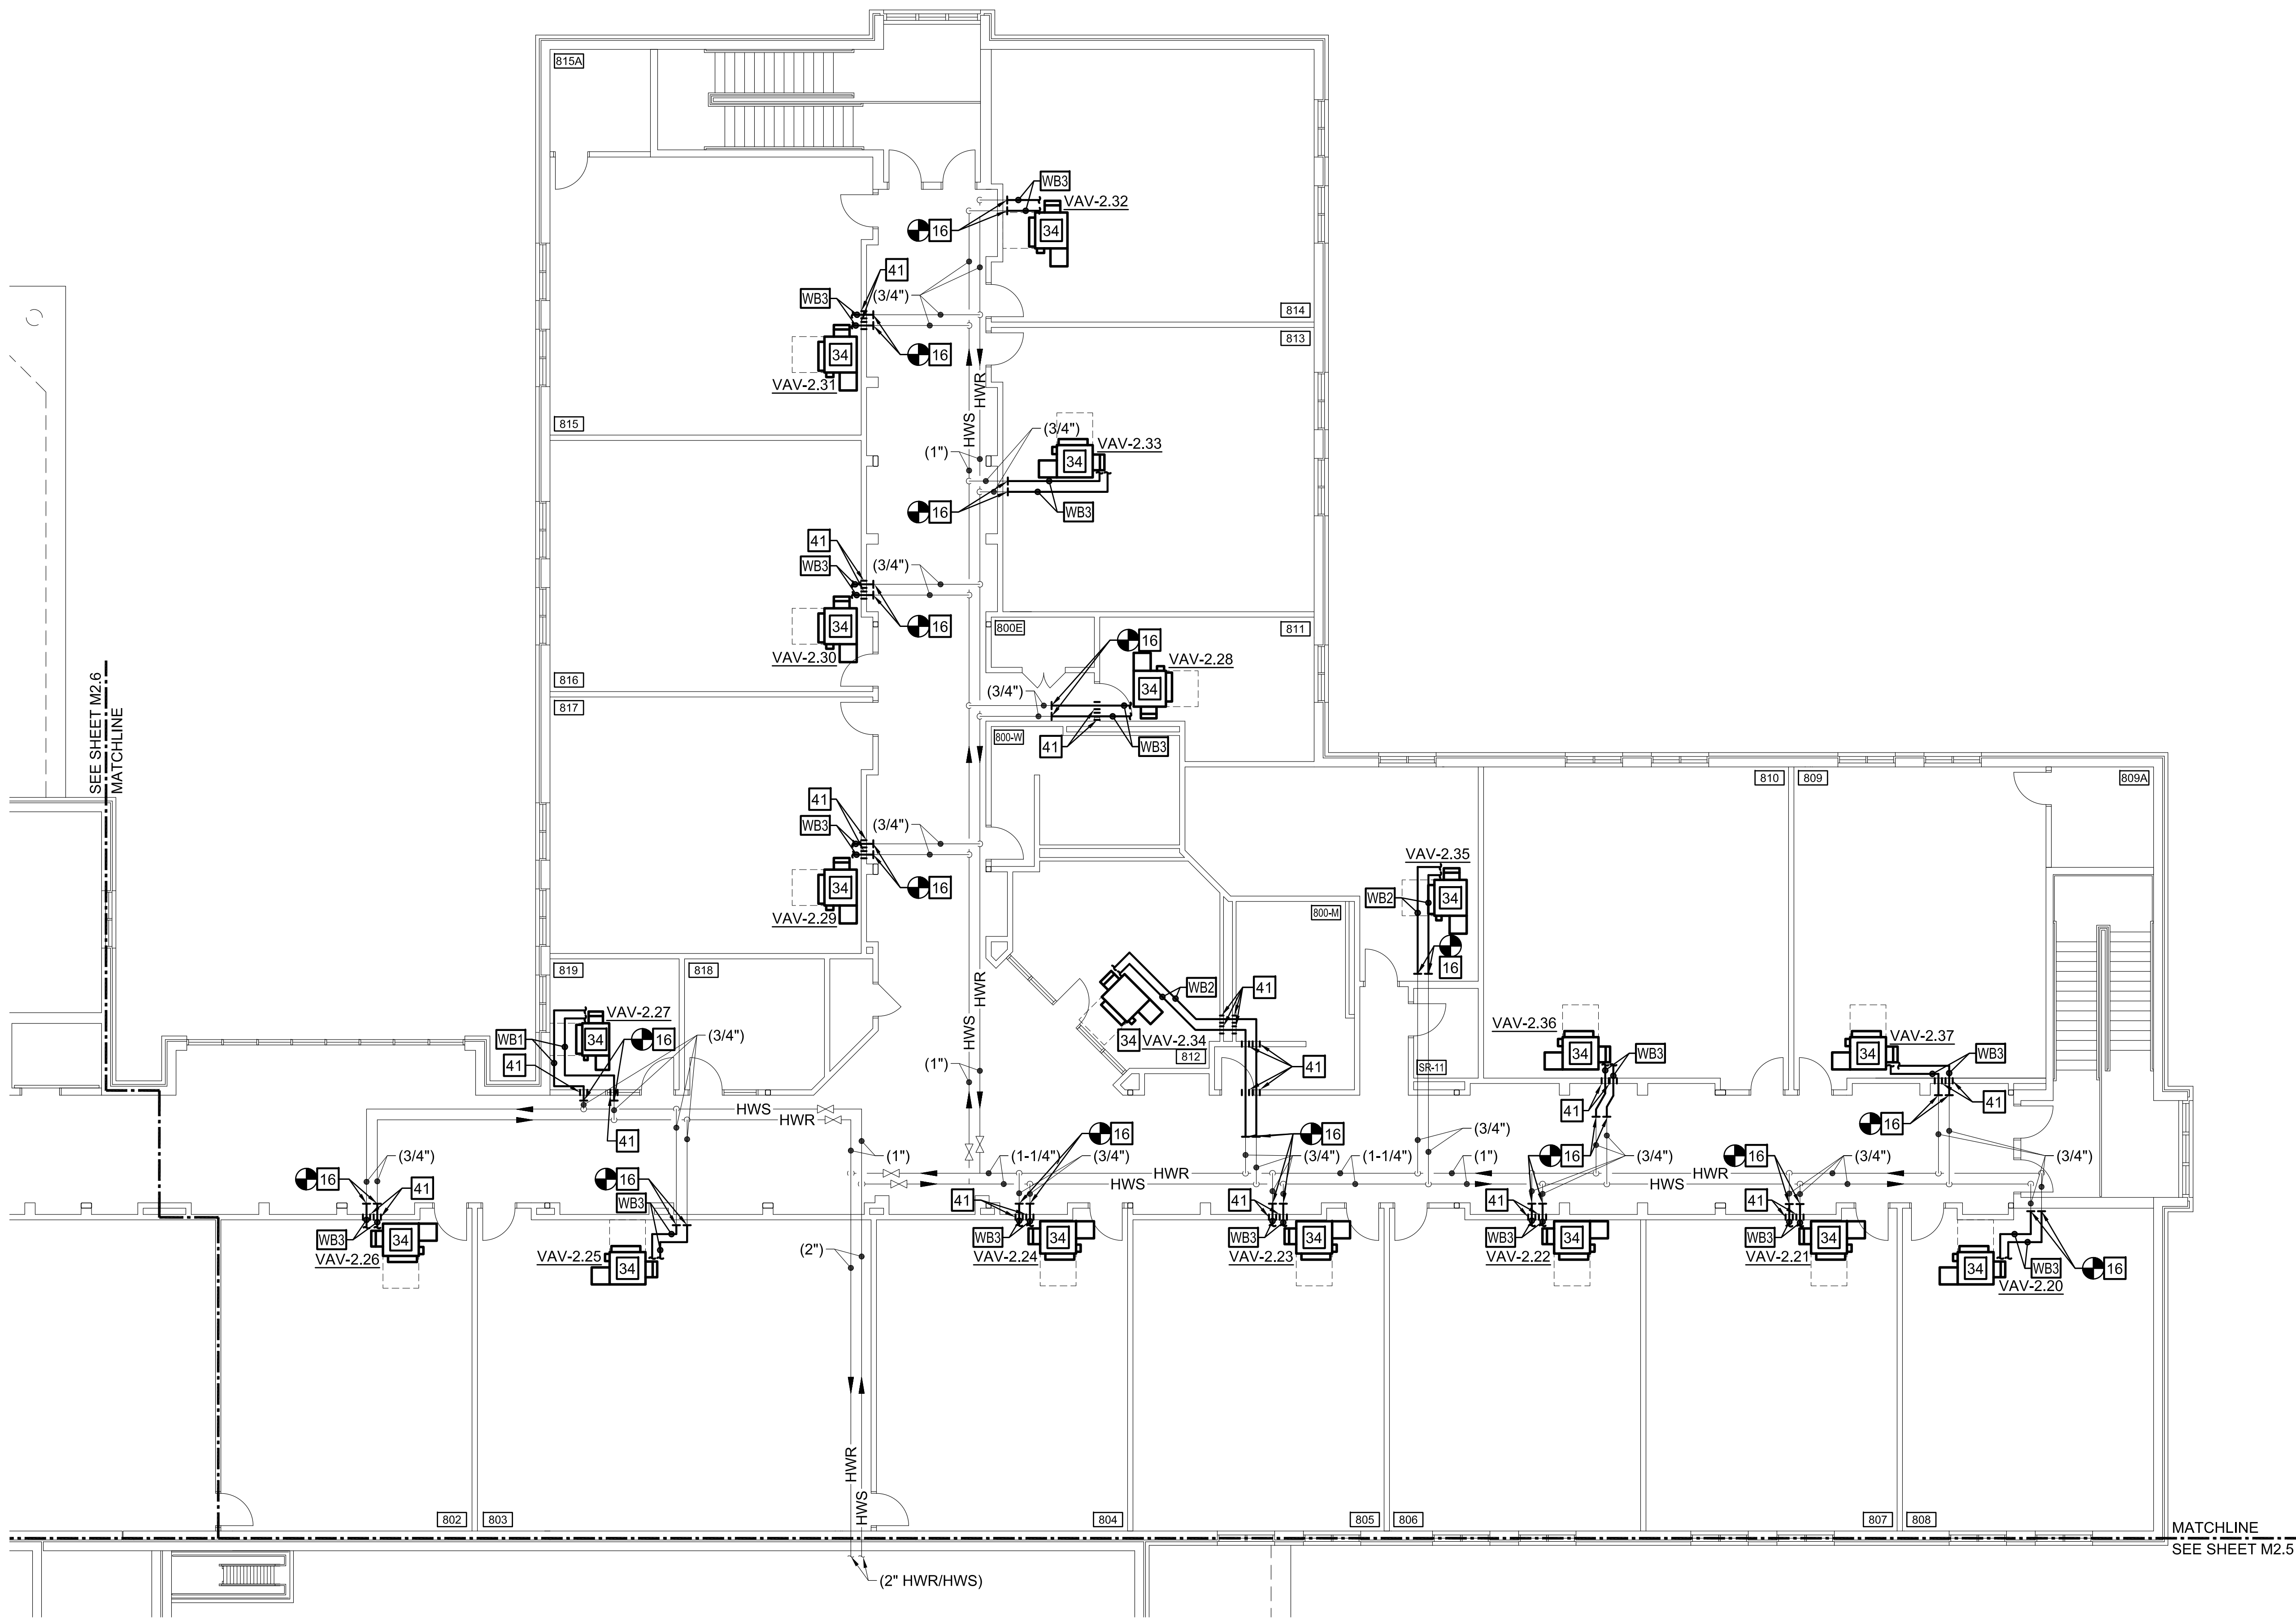 815A
WB3
VAV-2.32
16
34
41
WB3
(3/4")
814
813
34
16
VAV-2.31
HWR
HWS
815
(3/4")
VAV-2.33
(1")
34
16
WB3
41
WB3
(3/4")
34
16
VAV-2.30
800E
811
16
VAV-2.28
816
817
34
(3/4")
800-W
41
WB3
SEE SHEET M2.6
MATCHLINE
810
809
809A
41
WB3
(3/4")
34
16
VAV-2.29
VAV-2.35
WB2
34
800-M
16
819
818
HWR
HWS
WB2
41
VAV-2.27
WB1
34
16
(3/4")
41
34
VAV-2.34
812
41
(1")
SR-11
VAV-2.36
34
WB3
VAV-2.37
34
WB3
41
41
16
HWS
HWR
41
16
16
(3/4")
(1")
(1-1/4")
(3/4")
HWR
HWS
(3/4")
(1-1/4")
(3/4")
(1")
16
(3/4")
HWR
HWS
16
(3/4")
(3/4")
16
(3/4")
41
16
WB3
WB3
34
VAV-2.26
VAV-2.25
34
(2")
41
WB3
34
VAV-2.24
41
WB3
34
VAV-2.23
41
WB3
34
VAV-2.22
41
WB3
34
VAV-2.21
34
WB3
16
VAV-2.20
HWR
HWS
802
803
804
805
806
807
808
MATCHLINE
SEE SHEET M2.5
(2" HWR/HWS)